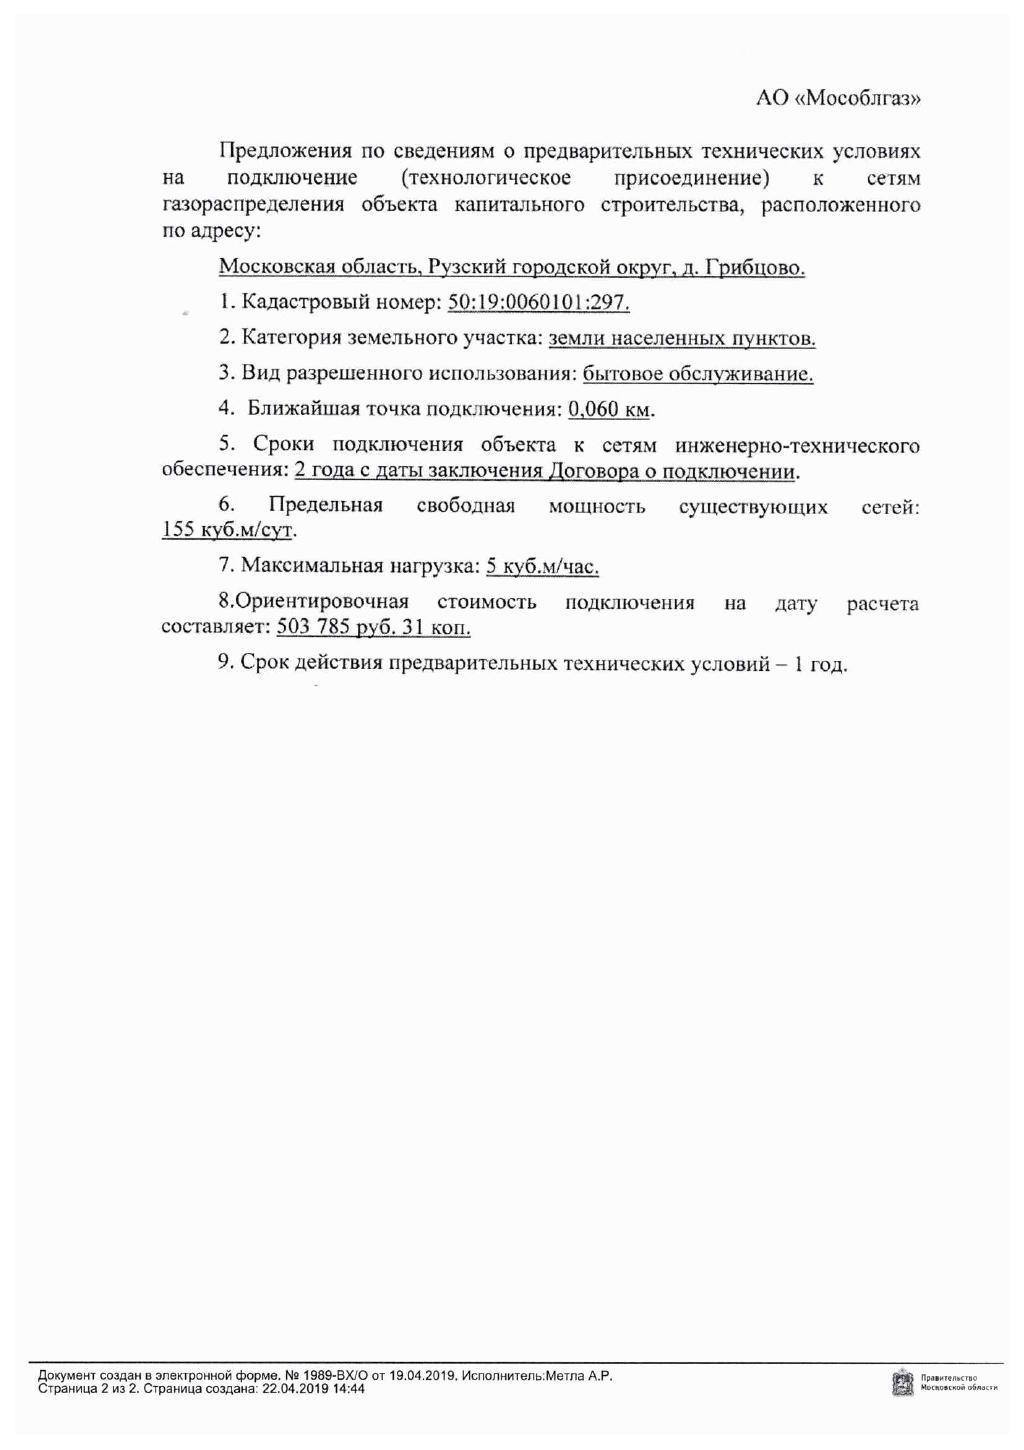 АО «Мособлгаз»
Предложения по сведениям о предварительных технических условиях
на подключение (технологическое присоединение) к сетям
газораспределения объекта капитального строительства, расположенного
по адресу:
Московская область, Рузский городской округ, д. Грибцово.
1. Кадастровый номер: 50:19:0060101:297.
2. Категория земельного участка: земли населенных пунктов.
3. Вид разрешенного использования: бытовое обслуживание.
4. Ближайшая точка подключения: 0,060 км.
5. Сроки подключения объекта к сетям инженерно-технического
обеспечения: 2 года с даты заключения Договора о подключении.
6. Предельная свободная мощность существующих сетей:
155 куб.м/сут.
7. Максимальная нагрузка: 5 куб.м/час.
8.Ориентировочная стоимость подключения на дату расчета
составляет: 503 785 руб. 31 коп.
9. Срок действия предварительных технических условий – 1 год.
Документ создан в электронной форме. № 1989-ВХ/О от 19.04.2019. Исполнитель:Метла А.Р.
Страница 2 из 2. Страница создана: 22.04.2019 14:44
Правительство
Московской области